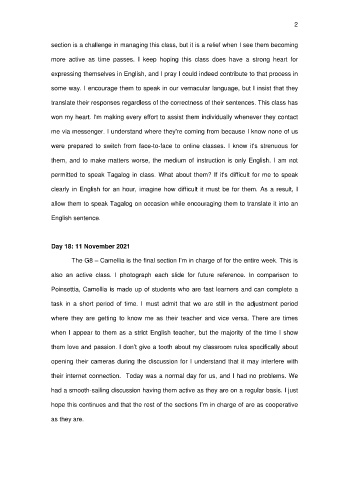 2
section is a challenge in managing this class, but it is a relief when I see them becoming
more active as time passes. I keep hoping this class does have a strong heart for
expressing themselves in English, and I pray I could indeed contribute to that process in
some way. I encourage them to speak in our vernacular language, but I insist that they
translate their responses regardless of the correctness of their sentences. This class has
won my heart. I'm making every effort to assist them individually whenever they contact
me via messenger. I understand where they're coming from because I know none of us
were prepared to switch from face-to-face to online classes. I know it's strenuous for
them, and to make matters worse, the medium of instruction is only English. I am not
permitted to speak Tagalog in class. What about them? If it's difficult for me to speak
clearly in English for an hour, imagine how difficult it must be for them. As a result, I
allow them to speak Tagalog on occasion while encouraging them to translate it into an
English sentence.
Day 18: 11 November 2021
The G8 – Camellia is the final section I'm in charge of for the entire week. This is
also an active class. I photograph each slide for future reference. In comparison to
Poinsettia, Camellia is made up of students who are fast learners and can complete a
task in a short period of time. I must admit that we are still in the adjustment period
where they are getting to know me as their teacher and vice versa. There are times
when I appear to them as a strict English teacher, but the majority of the time I show
them love and passion. I don't give a tooth about my classroom rules specifically about
opening their cameras during the discussion for I understand that it may interfere with
their internet connection. Today was a normal day for us, and I had no problems. We
had a smooth-sailing discussion having them active as they are on a regular basis. I just
hope this continues and that the rest of the sections I'm in charge of are as cooperative
as they are.